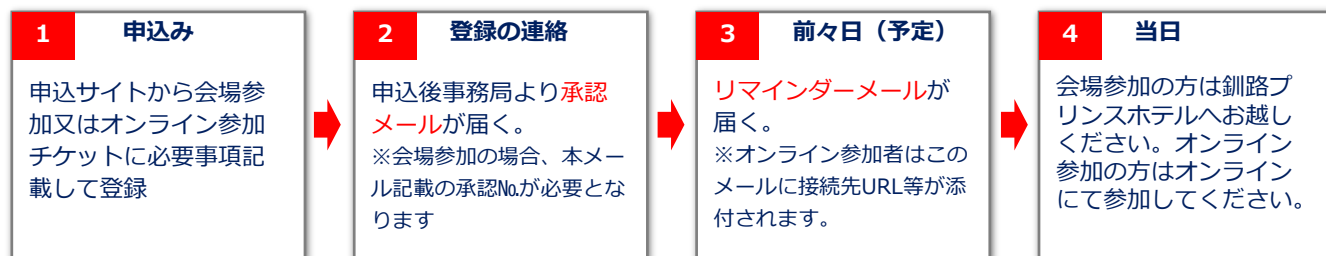 1 申込み
申込サイトから会場参
加又はオンライン参加
チケットに必要事項記
載して登録
2 登録の連絡
申込後事務局より承認
メールが届く。
※会場参加の場合、本メー
ル記載の承認№が必要とな
ります
3 前々日（予定）
リマインダーメールが
届く。
※オンライン参加者はこの
メールに接続先URL等が添
付されます。
4 当日
会場参加の方は釧路プ
リンスホテルへお越し
ください。オンライン
参加の方はオンライン
にて参加してください。